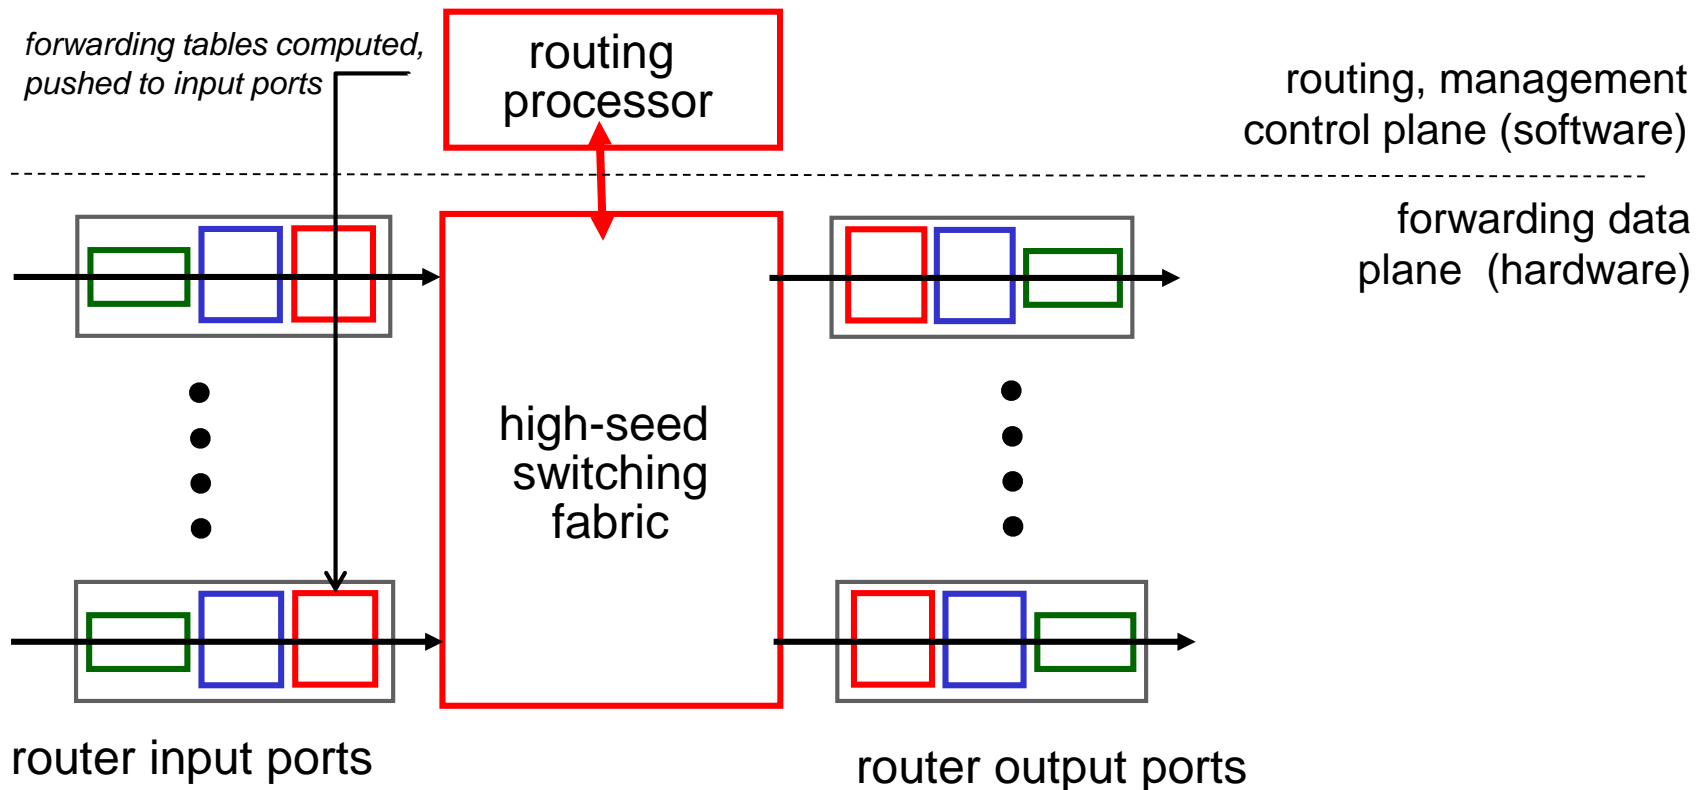 forwarding tables computed,
pushed to input ports
routing
processor
routing, management
control plane (software)
forwarding data
plane (hardware)
high-seed
switching
fabric
router input ports
router output ports